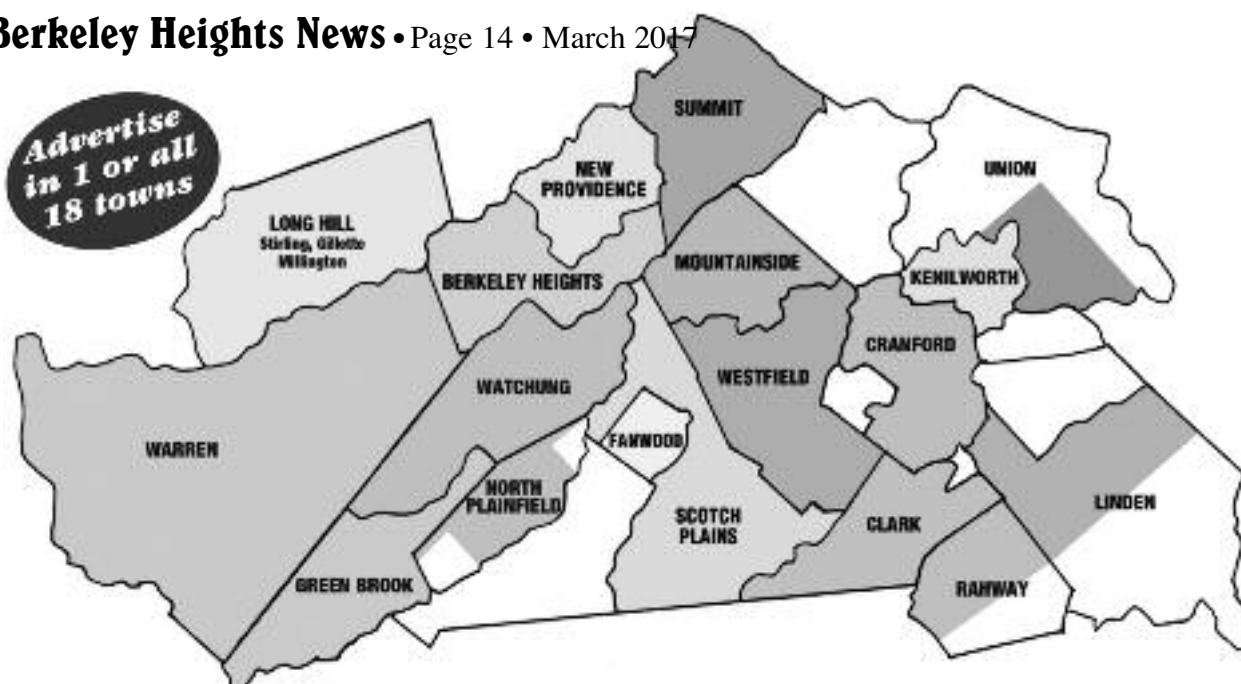 Berkeley Heights News • Page 14 • March 2017
Advertise
in 1 or all
18 towns
SUMMIT
UNION
NEW
PROVIDENCE
LONG HILL
Stirling, Gillette
Millington
MOUNTAINSIDE
KENILWORTH
BERKELEY HEIGHTS
CRANFORD
WATCHUNG
WESTFIELD
WARREN
FANWOOD
NORTH
PLAINFIELD
LINDEN
SCOTCH
PLAINS
CLARK
GREEN BROOK
RAHWAY